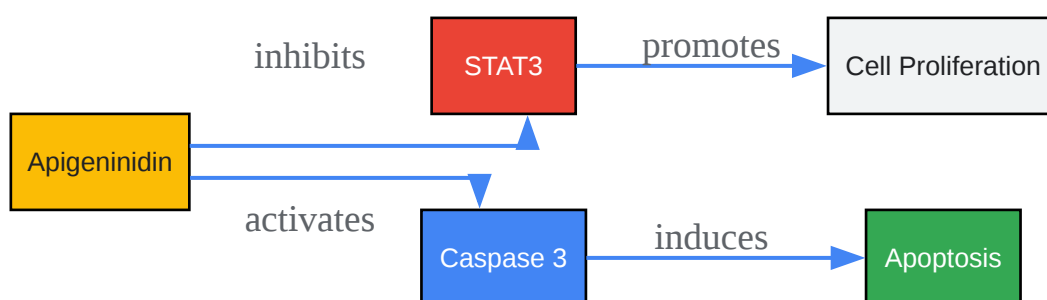 inhibits
STAT3
promotes
Cell Proliferation
Apigeninidin
activates
Caspase 3
induces
Apoptosis